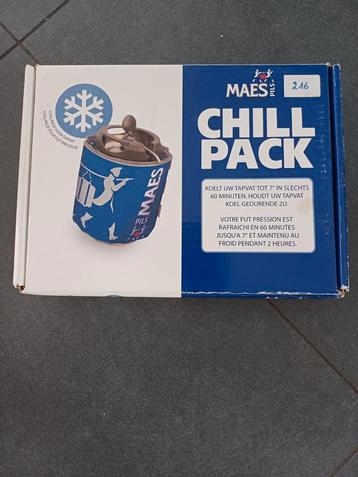 MAES
PILS
216
CHILL
PACK
KOELT UW TAPVAT TOT 7° IN SLECHTS
60 MINUTEN. HOUDT UW TAPVAT
KOEL GEDURENDE 2U.
VOTRE FUT PRESSION EST
RAFRAICHI EN 60 MINUTES
JUSQU'A 7° ET MAINTENU AU
FROID PENDANT 2 HEURES.
MAES
PILS